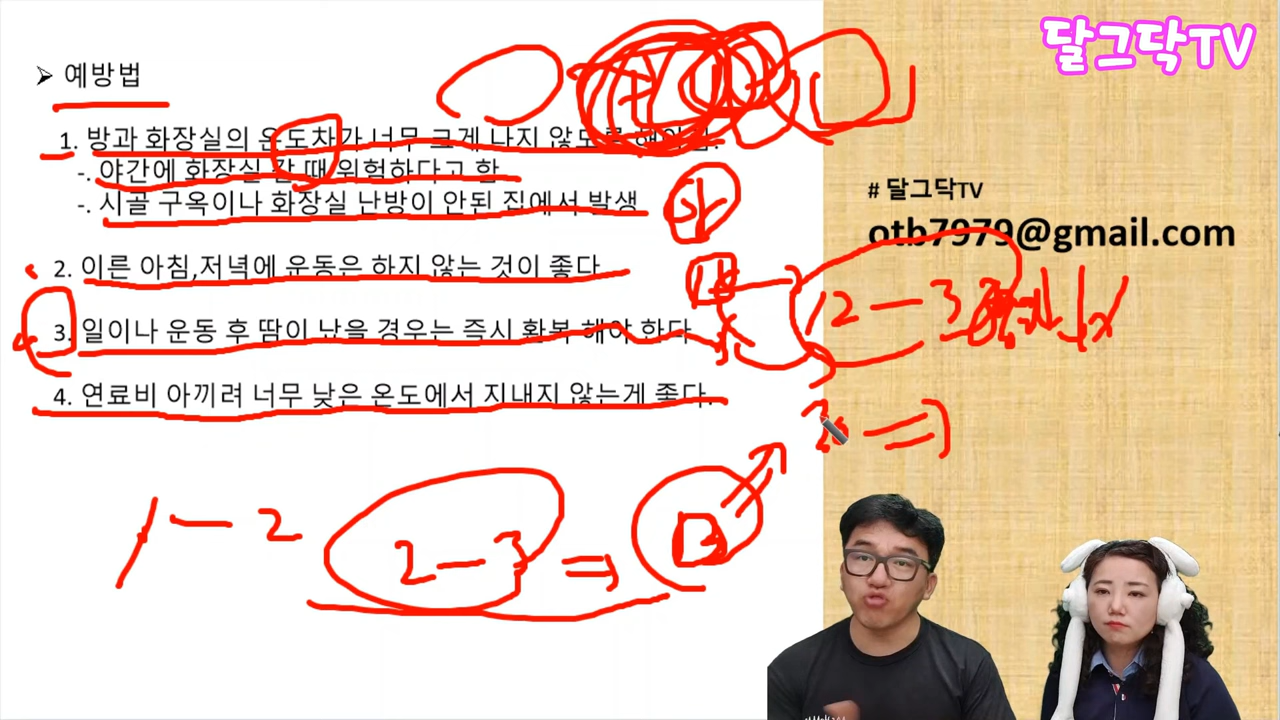 달그닥TV
➤ 예방법
1. 방과 화장실의 온도차가 너무 크게 나지 않도록 해야함.
-. 야간에 화장실 갈 때 위험하다고 함
-. 시골 구옥이나 화장실 난방이 안된 집에서 발생
# 달그닥TV
otb7979@gmail.com
2. 이른 아침,저녁에 운동은 하지 않는 것이 좋다
12 - 3
3. 일이나 운동 후 땀이 났을 경우는 즉시 환복 해야 한다
4. 연료비 아끼려 너무 낮은 온도에서 지내지 않는게 좋다.
1 - 2
2 - 3 ⇒